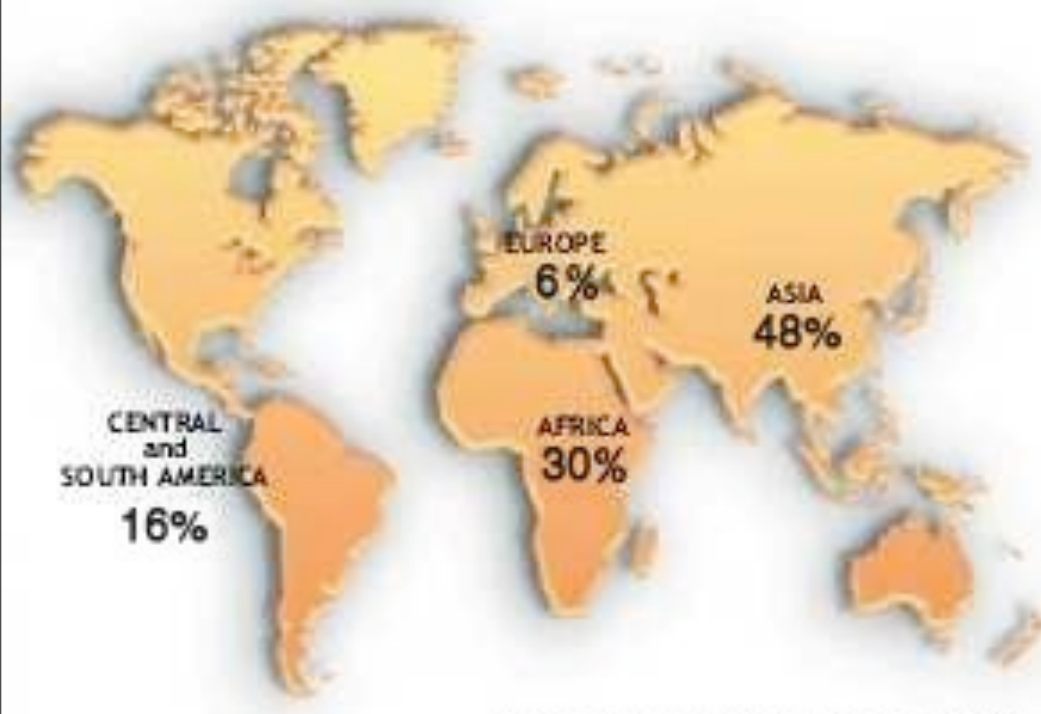 EUROPE
6%
ASIA
48%
CENTRAL
and
SOUTH AMERICA
16%
AFRICA
30%